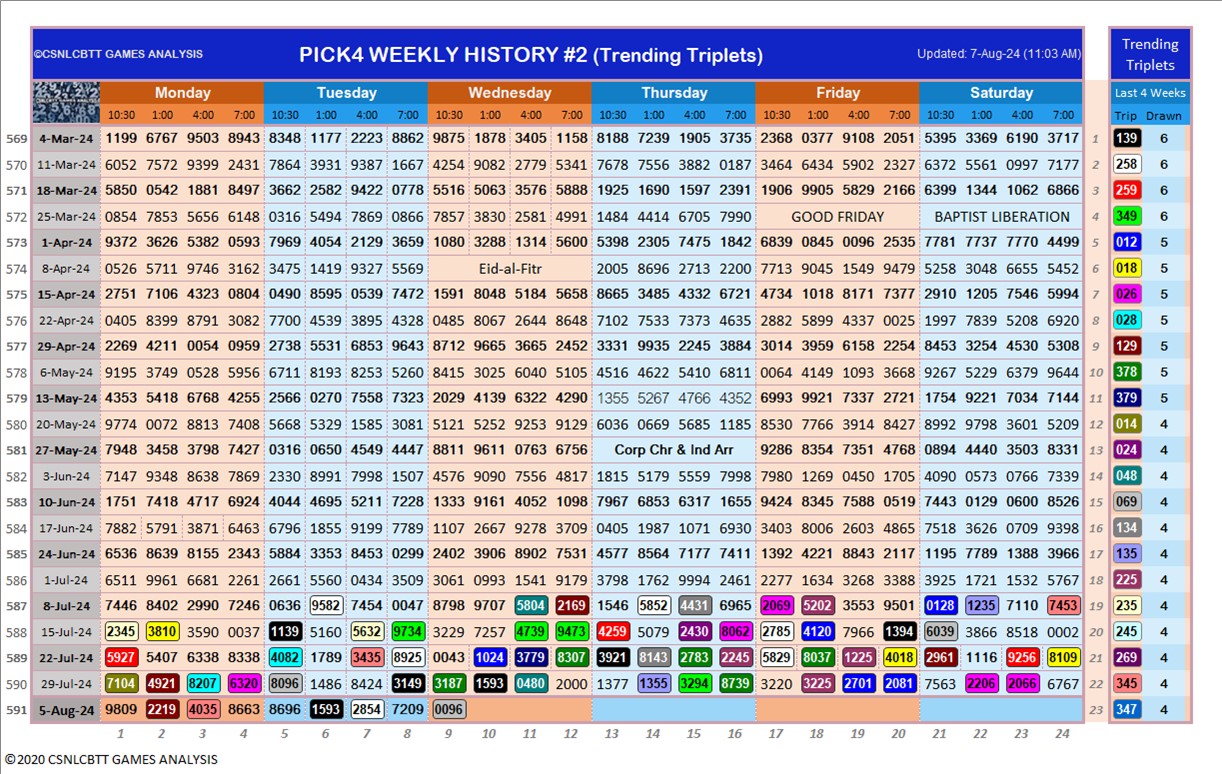 ©CSNLCBTT GAMES ANALYSIS PICK4 WEEKLY HISTORY #2 (Trending Triplets) Updated: 7-Aug-24 (11:03 AM) Trending Triplets
Monday Tuesday Wednesday Thursday Friday Saturday Last 4 Weeks
10:30 1:00 4:00 7:00 10:30 1:00 4:00 7:00 10:30 1:00 4:00 7:00 10:30 1:00 4:00 7:00 10:30 1:00 4:00 7:00 10:30 1:00 4:00 7:00 Trip Drawn
569 4-Mar-24 1199 6767 9503 8943 8348 1177 2223 8862 9875 1878 3405 1158 8188 7239 1905 3735 2368 0377 9108 2051 5395 3369 6190 3717 1 139 6
570 11-Mar-24 6052 7572 9399 2431 7864 3931 9387 1667 4254 9082 2779 5341 7678 7556 3882 0187 3464 6434 5902 2327 6372 5561 0997 7177 2 258 6
571 18-Mar-24 5850 0542 1881 8497 3662 2582 9422 0778 5516 5063 3576 5888 1925 1690 1597 2391 1906 9905 5829 2166 6399 1344 1062 6866 3 259 6
572 25-Mar-24 0854 7853 5656 6148 0316 5494 7869 0866 7857 3830 2581 4991 1484 4414 6705 7990 GOOD FRIDAY BAPTIST LIBERATION 4 349 6
573 1-Apr-24 9372 3626 5382 0593 7969 4054 2129 3659 1080 3288 1314 5600 5398 2305 7475 1842 6839 0845 0096 2535 7781 7737 7770 4499 5 012 5
574 8-Apr-24 0526 5711 9746 3162 3475 1419 9327 5569 Eid-al-Fitr 2005 8696 2713 2200 7713 9045 1549 9479 5258 3048 6655 5452 6 018 5
575 15-Apr-24 2751 7106 4323 0804 0490 8595 0539 7472 1591 8048 5184 5658 8665 3485 4332 6721 4734 1018 8171 7377 2910 1205 7546 5994 7 026 5
576 22-Apr-24 0405 8399 8791 3082 7700 4539 3895 4328 0485 8067 2644 8648 7102 7533 7373 4635 2882 5899 4337 0025 1997 7839 5208 6920 8 028 5
577 29-Apr-24 2269 4211 0054 0959 2738 5531 6853 9643 9712 9665 3665 2452 3331 9935 2245 3884 3014 3959 6158 2254 8453 3254 4530 5308 9 129 5
578 6-May-24 9195 3749 0528 5956 6711 8193 8253 5260 8415 3025 6040 5105 4516 4622 5410 6811 0064 4149 1093 3668 9267 5229 6379 9644 10 378 5
579 13-May-24 4353 5418 6768 4255 2566 0270 7558 7323 2029 4139 6322 4290 1355 5267 4766 4352 6993 9921 7337 2721 1754 9221 7034 7144 11 379 5
580 20-May-24 9774 0072 8813 7408 5668 5329 1585 3081 5121 5252 9253 9129 6036 0669 5685 1185 8530 7766 3914 8427 8992 9798 3601 5209 12 014 4
581 27-May-24 7948 3458 3798 7427 0316 0650 4549 4447 8811 9611 0763 6756 Corp Chr & Ind Arr 9286 8354 7351 4768 0894 4440 3503 8331 13 024 4
582 3-Jun-24 7147 9348 8638 7869 2330 8991 7998 1507 4576 9090 7556 4817 1815 5179 5555 7998 7980 1269 0450 1705 4090 0573 0766 7339 14 048 4
583 10-Jun-24 1751 7418 4717 6924 4044 4695 5211 7228 1333 9161 4052 1098 7967 6853 6317 1655 9424 8345 7588 0519 7443 0129 0600 8526 15 069 4
584 17-Jun-24 7882 5791 3871 6463 6796 1855 9199 7789 1107 2667 9278 3709 0405 1987 1071 6930 3403 8006 2603 4865 7518 3626 0709 9398 16 134 4
585 24-Jun-24 6536 8639 8155 2343 5884 3353 8453 0299 2402 3906 8902 7531 4577 8564 7177 7411 1392 4221 8843 2117 1195 7789 1388 3966 17 135 4
586 1-Jul-24 6511 9961 6681 2261 2661 5560 0434 3509 3061 0993 1541 9179 3798 1762 9994 2461 2277 1634 3268 3388 3925 1721 1532 5767 18 225 4
587 8-Jul-24 7446 8402 2990 7246 0636 9582 7454 0047 8798 9707 5804 2169 1546 5852 4431 6965 2069 5202 3553 9501 0128 1235 7110 7453 19 235 4
588 15-Jul-24 2345 3810 3590 0037 1139 5160 5632 9734 3229 7257 4739 9473 4259 5079 2430 8062 2785 4120 7966 1394 6039 3866 8518 0002 20 245 4
589 22-Jul-24 5927 5407 6338 3338 4082 1789 3435 8925 0043 1024 3779 8307 3921 8143 2783 2245 5829 8037 1225 4018 2961 1116 9256 8109 21 269 4
590 29-Jul-24 7104 4921 8207 6320 8096 1486 8424 3149 3187 1593 0480 2000 1377 1355 3294 8739 3220 3225 2701 2081 7563 2206 2066 6767 22 345 4
591 5-Aug-24 9809 2219 4035 8663 8696 1593 2854 7209 0096 23 347 4
1 2 3 4 5 6 7 8 9 10 11 12 13 14 15 16 17 18 19 20 21 22 23 24
©2020 CSNLCBTT GAMES ANALYSIS